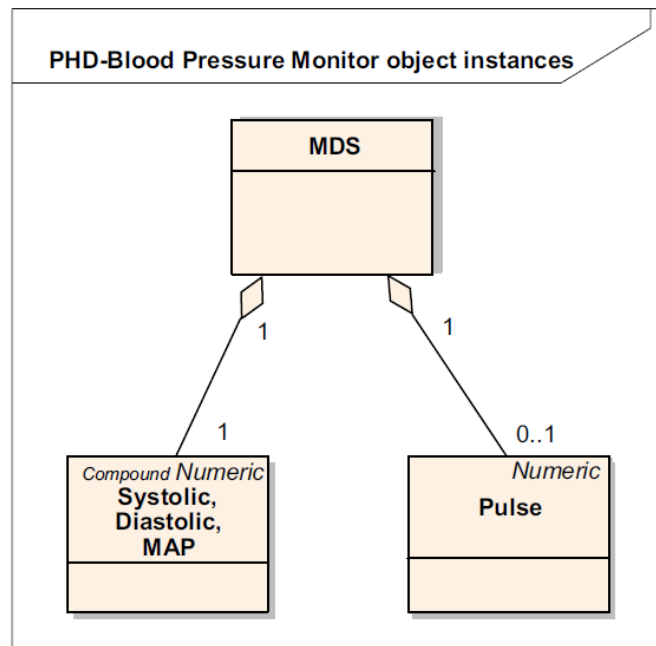 PHD-Blood Pressure Monitor object instances
MDS
1
1
1
0..1
Compound Numeric
Systolic,
Diastolic,
MAP
Numeric
Pulse